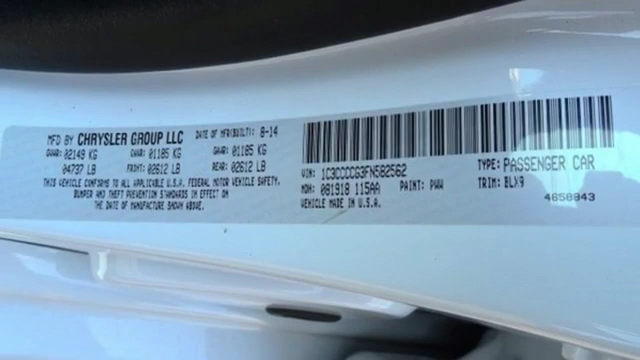 MFD BY CHRYSLER GROUP LLC DATE OF MFR(BUILT): 8-14
GVWR: 02149 KG GAWR: 01185 KG GAWR: 01185 KG
04737 LB FRONT: 02612 LB REAR: 02612 LB
THIS VEHICLE CONFORMS TO ALL APPLICABLE U.S.A. FEDERAL MOTOR VEHICLE SAFETY,
BUMPER AND THEFT PREVENTION STANDARDS IN EFFECT ON
THE DATE OF MANUFACTURE SHOWN ABOVE.
VIN: 1C3CCCCG3FN582562 TYPE: PASSENGER CAR
MDH: 081918 115AA PAINT: PWW TRIM: BLX9
VEHICLE MADE IN U.S.A. 4658843